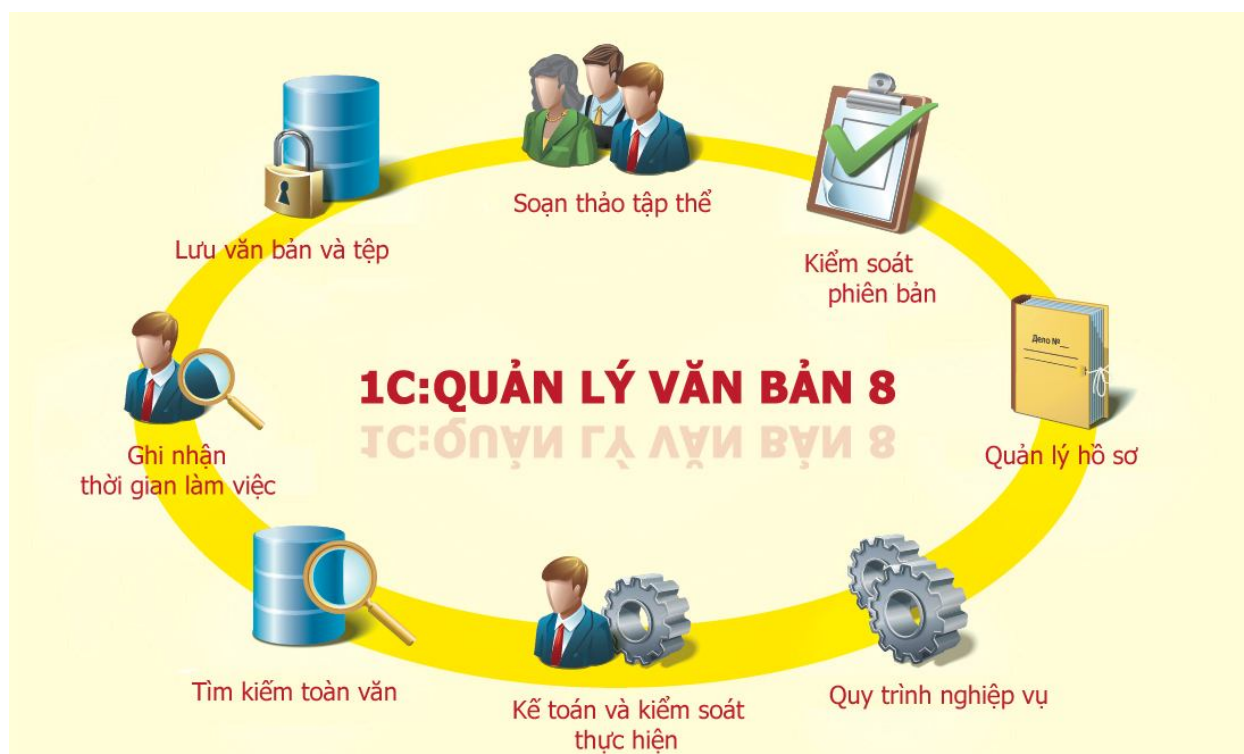 Soạn thảo tập thể
Lưu văn bản và tệp
Kiểm soát
phiên bản
Дело №__
1C:QUẢN LÝ VĂN BẢN 8
Ghi nhận
thời gian làm việc
Quản lý hồ sơ
Tìm kiếm toàn văn
Kế toán và kiểm soát
thực hiện
Quy trình nghiệp vụ